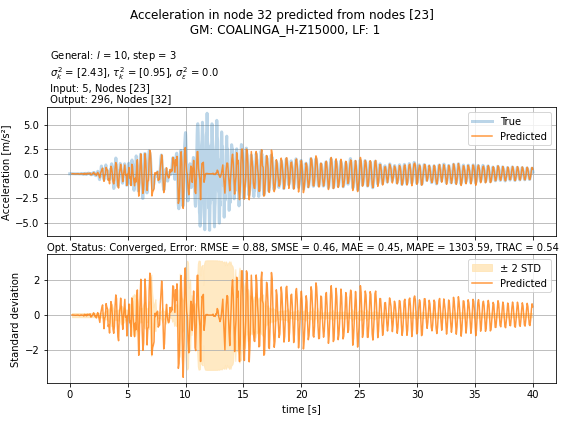 Acceleration in node 32 predicted from nodes [23]
GM: COALINGA_H-Z15000, LF: 1
General: l = 10, step = 3
σ²ₖ = [2.43], τ²ₖ = [0.95], σ²ε = 0.0
Input: 5, Nodes [23]
Output: 296, Nodes [32]
True
Predicted
Acceleration [m/s²]
5.0
2.5
0.0
−2.5
−5.0
Opt. Status: Converged, Error: RMSE = 0.88, SMSE = 0.46, MAE = 0.45, MAPE = 1303.59, TRAC = 0.54
± 2 STD
Predicted
Standard deviation
2
0
−2
0 5 10 15 20 25 30 35 40
time [s]